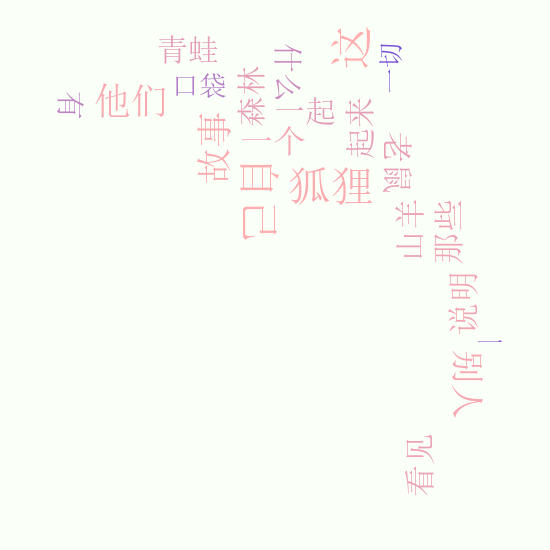 青蛙
什么
这
一切
口袋
森林
有
他们
一起
起来
故事
一个
老鼠
自己
狐狸
山羊
那些
说明
一
别人
看见